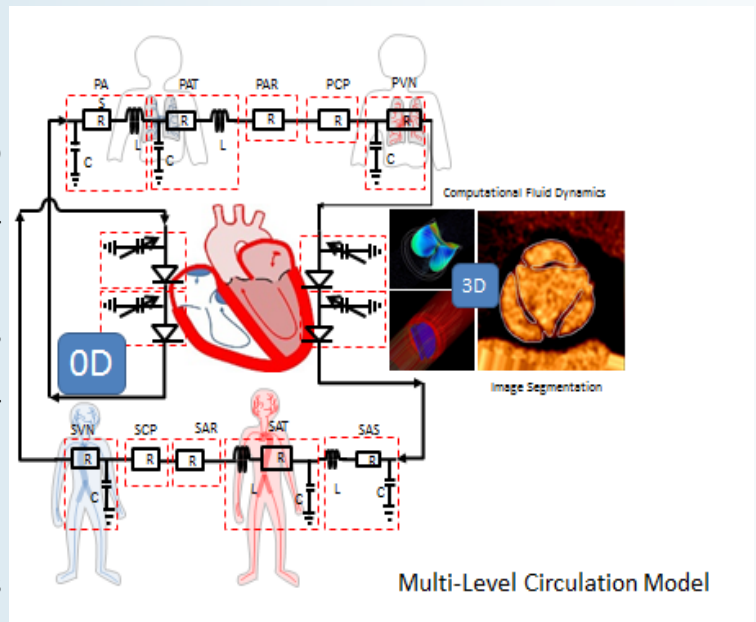 PA
S
PAT
PAR
PCP
PVN
R
R
R
R
R
L
L
C
C
C
Computational Fluid Dynamics
3D
0D
Image Segmentation
SVN
SCP
SAR
SAT
SAS
R
R
R
R
R
C
L
C
L
C
Multi-Level Circulation Model